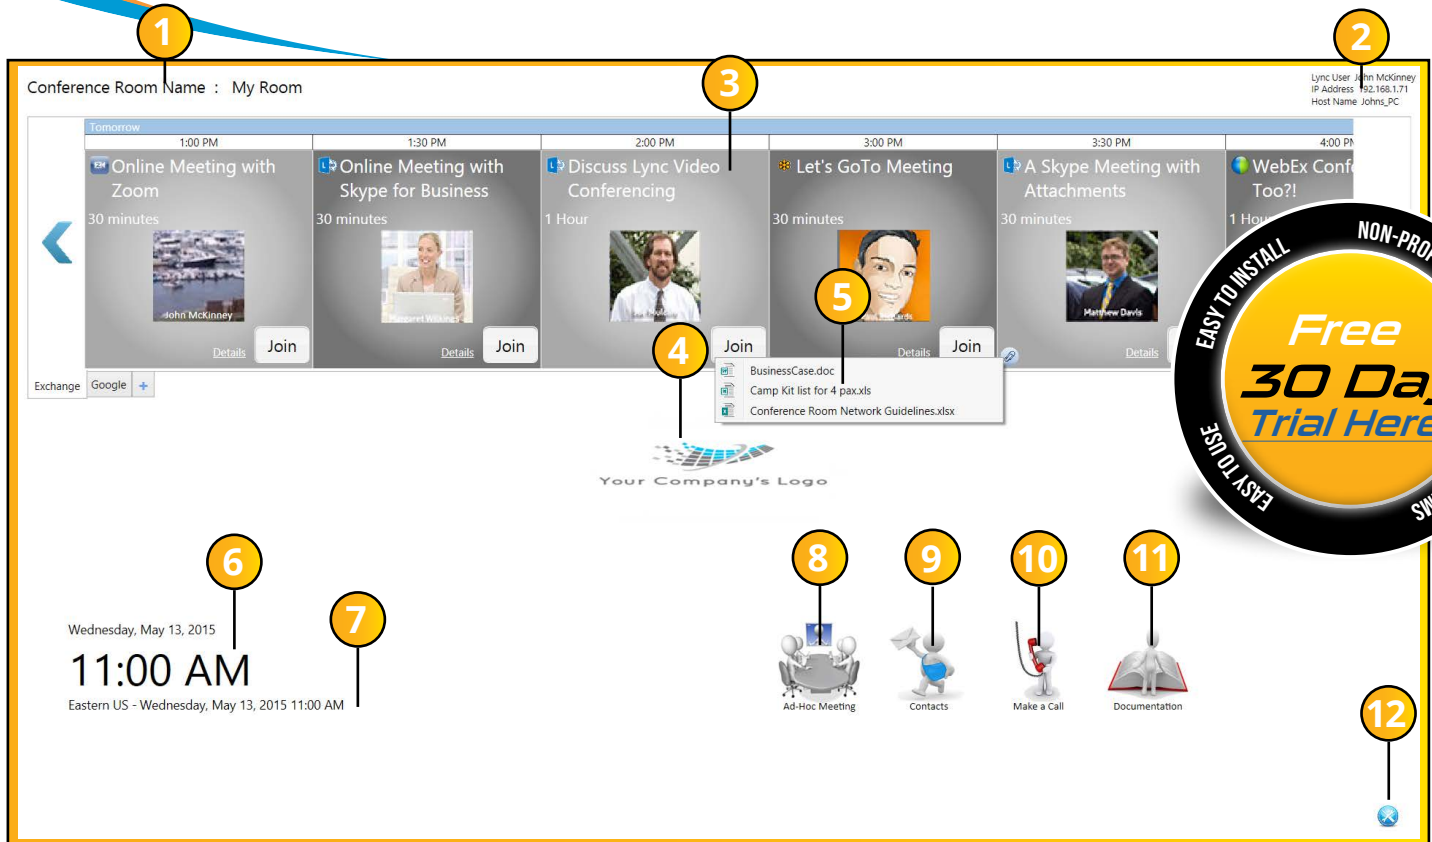 1
2
Conference Room Name : My Room
Lync User John McKinney
IP Address 192.168.1.71
Host Name Johns_PC
3
Tomorrow
1:00 PM
1:30 PM
2:00 PM
3:00 PM
3:30 PM
4:00 PM
Online Meeting with
Zoom
30 minutes
John McKinney
Details
Join
Online Meeting with
Skype for Business
30 minutes
Margaret Wilkings
Details
Join
Discuss Lync Video
Conferencing
1 Hour
Join
Let's GoTo Meeting
30 minutes
Details
Join
A Skype Meeting with
Attachments
30 minutes
Matthew Davis
Details
WebEx Conf
Too?!
1 Hour
4
5
BusinessCase.doc
Camp Kit list for 4 pax.xls
Conference Room Network Guidelines.xlsx
Exchange
Google
+
EASY TO INSTALL
NON-PRO
Free
30 Da
Trial Here
EASY TO USE
SMS
Your Company's Logo
6
7
Wednesday, May 13, 2015
11:00 AM
Eastern US - Wednesday, May 13, 2015 11:00 AM
8
9
10
11
Ad-Hoc Meeting
Contacts
Make a Call
Documentation
12